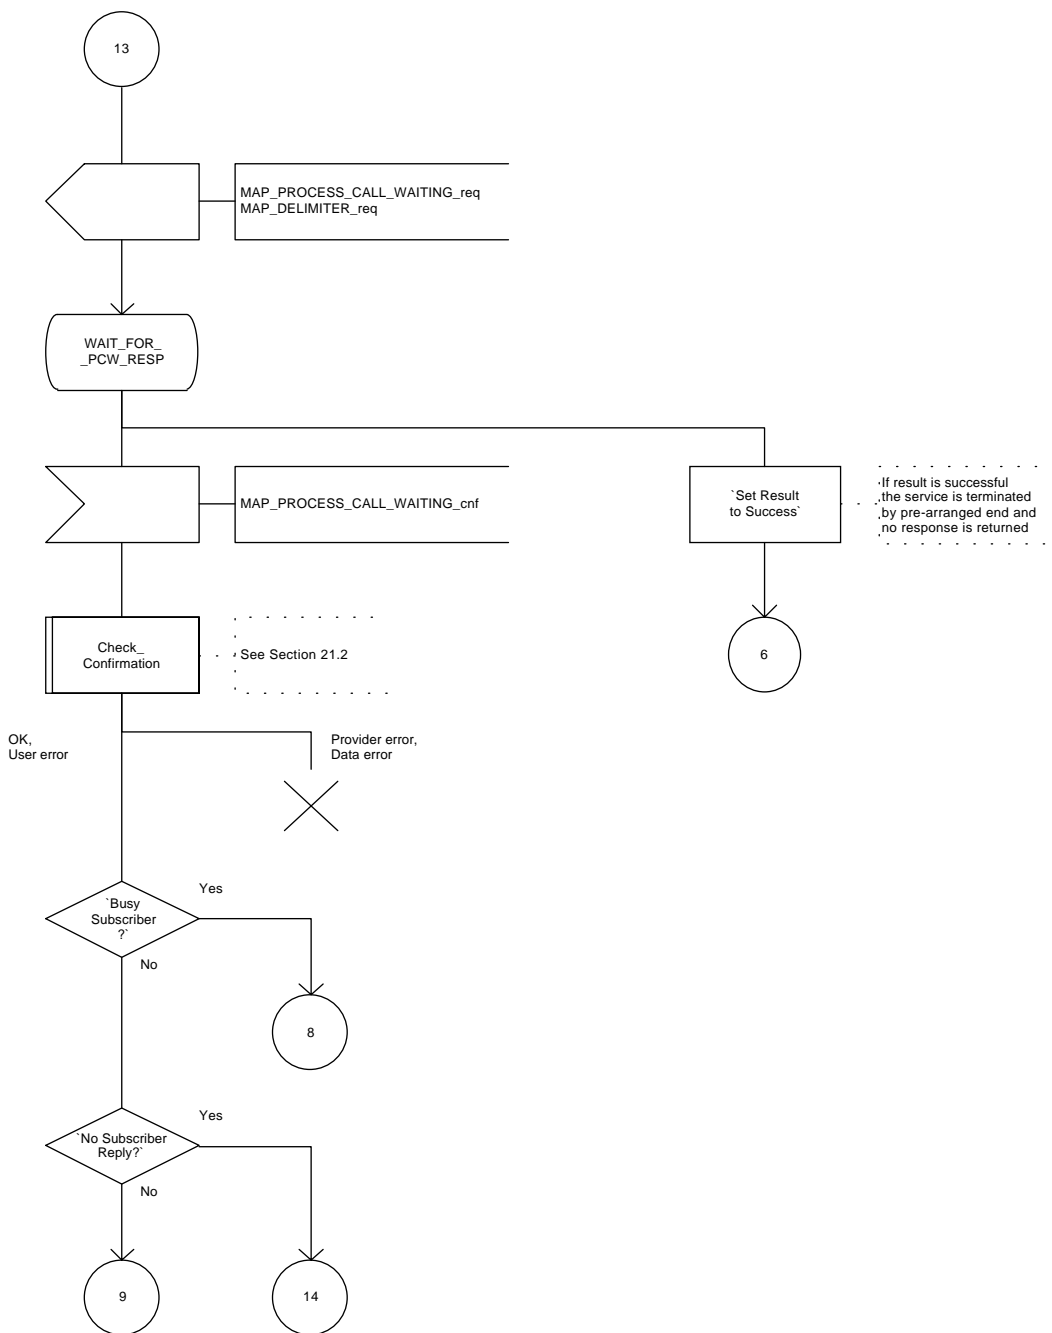 13
MAP_PROCESS_CALL_WAITING_req
MAP_DELIMITER_req
WAIT_FOR_
_PCW_RESP
MAP_PROCESS_CALL_WAITING_cnf
`Set Result
to Success`
If result is successful
the service is terminated
by pre-arranged end and
no response is returned
Check_
Confirmation
See Section 21.2
6
OK,
User error
Provider error,
Data error
`Busy
Subscriber
?`
Yes
No
8
`No Subscriber
Reply?`
Yes
No
9
14